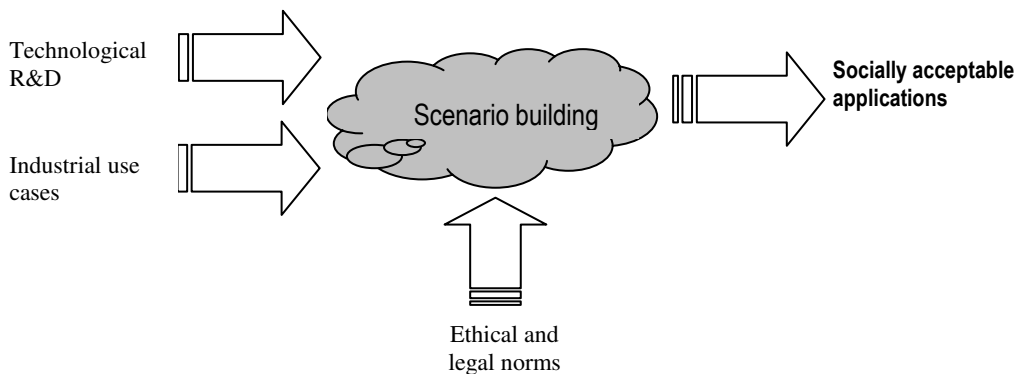 Technological
R&D
Industrial use
cases
Scenario building
Socially acceptable
applications
Ethical and
legal norms